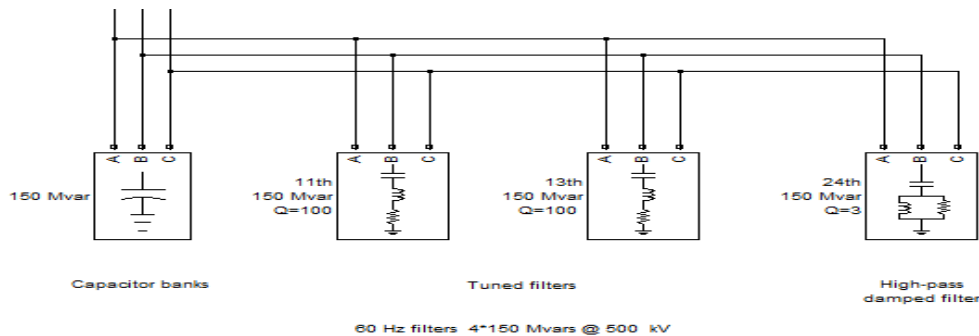 A B C
A B C
A B C
A B C
150 Mvar
11th
150 Mvar
Q=100
13th
150 Mvar
Q=100
24th
150 Mvar
Q=3
Capacitor banks
Tuned filters
High-pass
damped filter
60 Hz filters 4*150 Mvars @ 500 kV